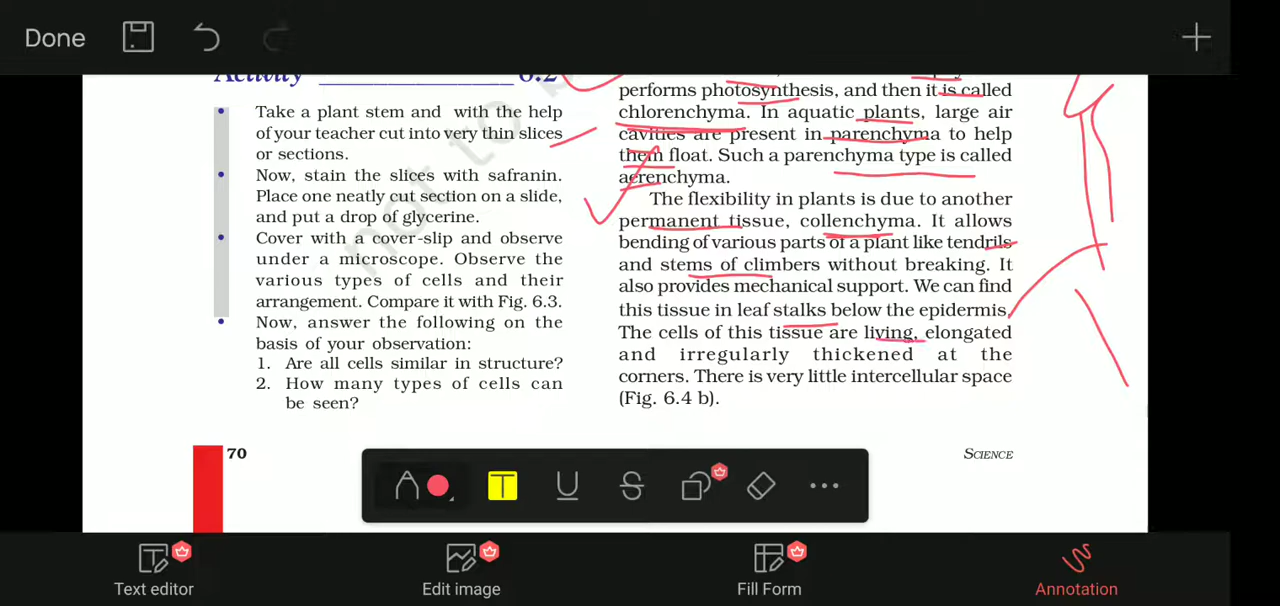 Done
Activity 6.2
Take a plant stem and with the help
of your teacher cut into very thin slices
or sections.
Now, stain the slices with safranin.
Place one neatly cut section on a slide,
and put a drop of glycerine.
Cover with a cover-slip and observe
under a microscope. Observe the
various types of cells and their
arrangement. Compare it with Fig. 6.3.
Now, answer the following on the
basis of your observation:
1. Are all cells similar in structure?
2. How many types of cells can
be seen?
performs photosynthesis, and then it is called
chlorenchyma. In aquatic plants, large air
cavities are present in parenchyma to help
them float. Such a parenchyma type is called
aerenchyma.
The flexibility in plants is due to another
permanent tissue, collenchyma. It allows
bending of various parts of a plant like tendrils
and stems of climbers without breaking. It
also provides mechanical support. We can find
this tissue in leaf stalks below the epidermis.
The cells of this tissue are living, elongated
and irregularly thickened at the
corners. There is very little intercellular space
(Fig. 6.4 b).
70
SCIENCE
not to b
T
U
S
Text editor
Edit image
Fill Form
Annotation